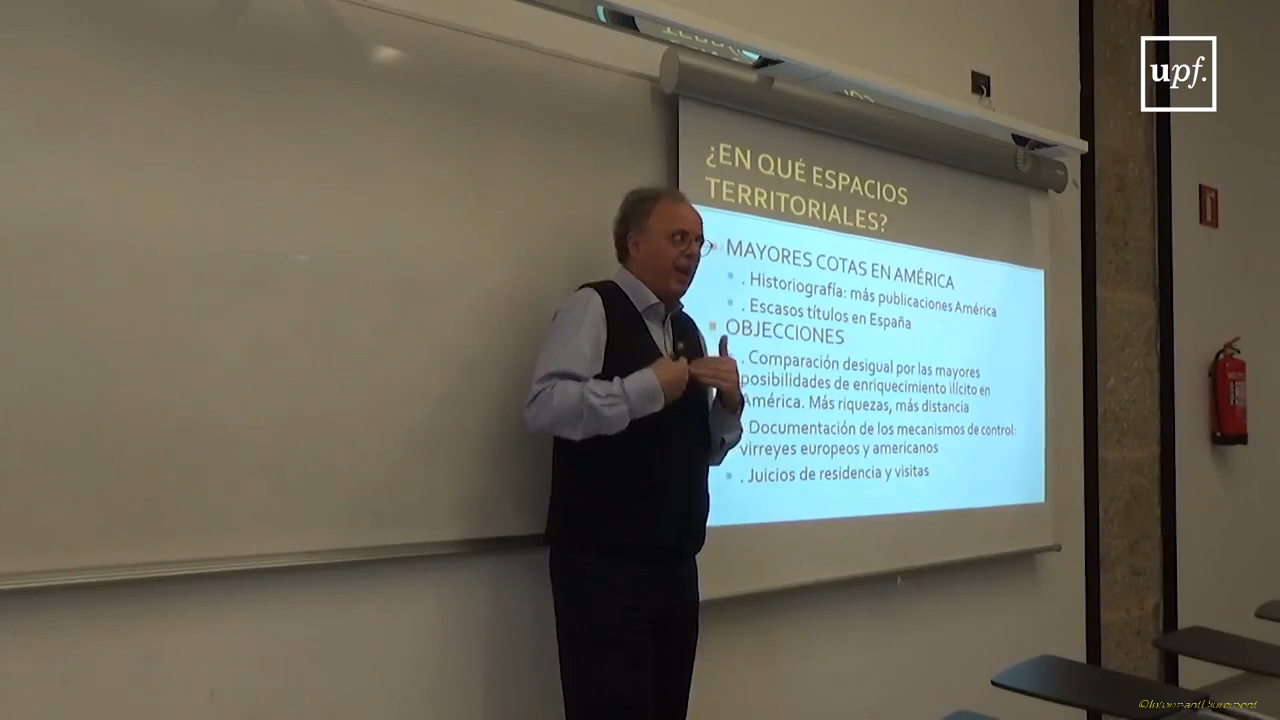 upf.
¿EN QUÉ ESPACIOS
TERRITORIALES?
MAYORES COTAS EN AMÉRICA
. Historiografía: más publicaciones América
. Escasos títulos en España
OBJECCIONES
. Comparación desigual por las mayores
posibilidades de enriquecimiento ilícito en
América. Más riquezas, más distancia
. Documentación de los mecanismos de control:
virreyes europeos y americanos
. Juicios de residencia y visitas